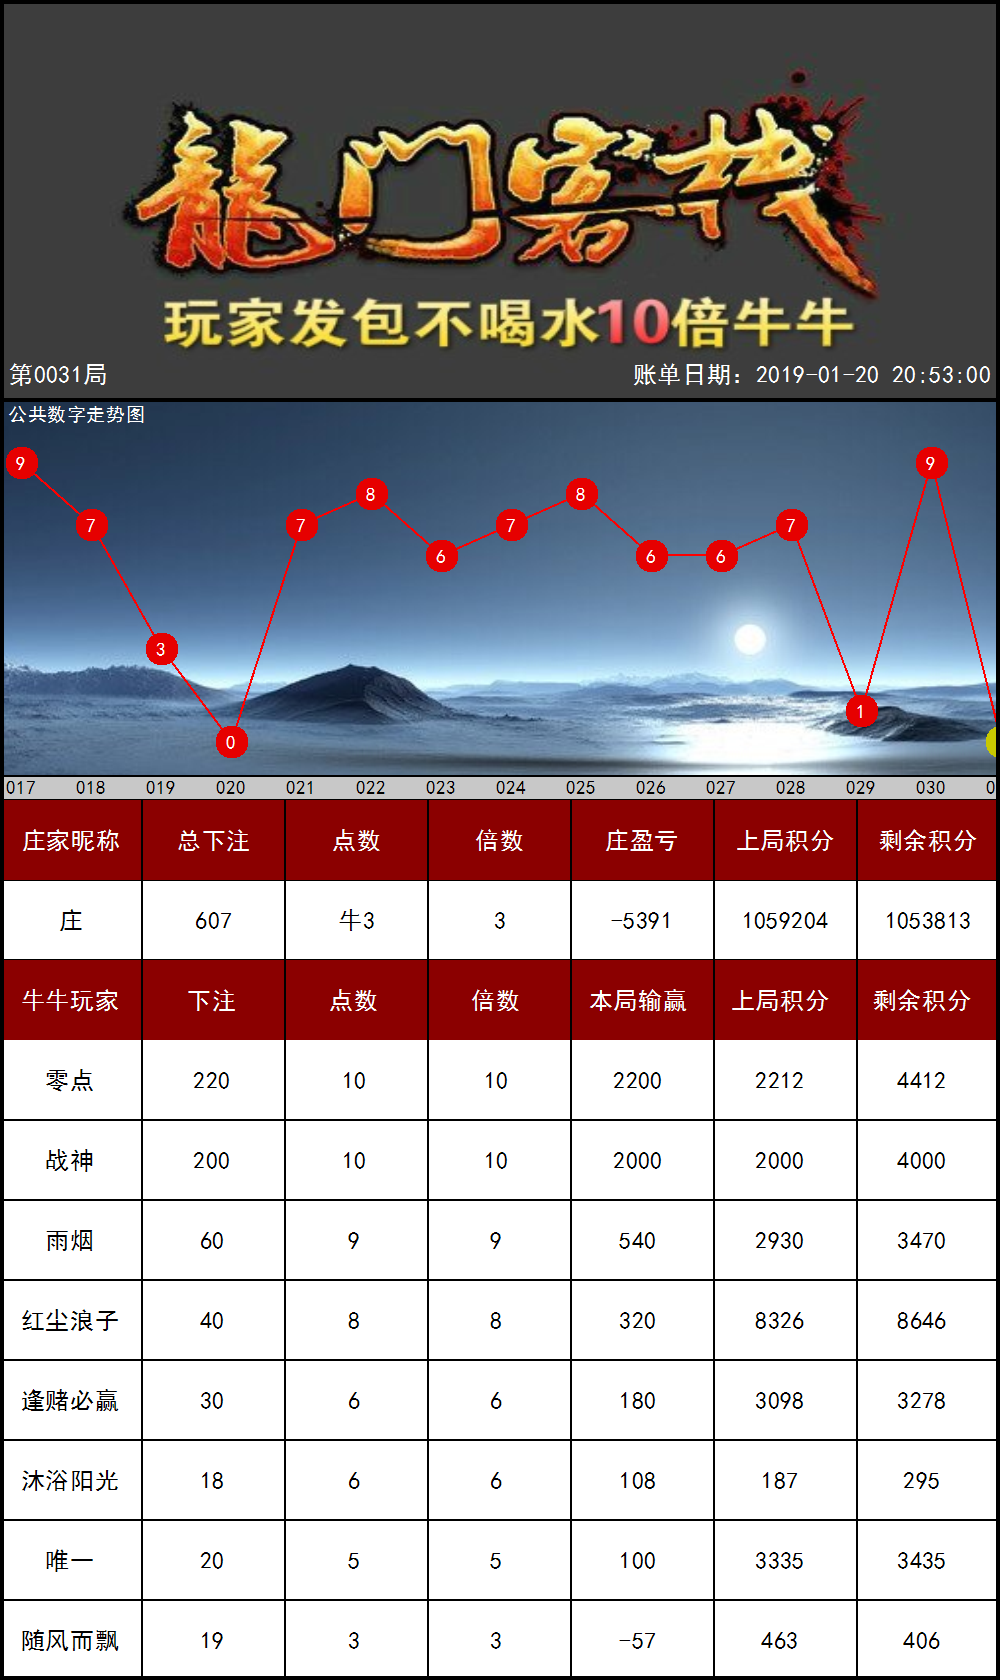 龍门客栈
玩家发包不喝水10倍牛牛
第0031局 账单日期：2019-01-20 20:53:00
公共数字走势图
9 7 3 0 7 8 6 7 8 6 6 7 1 9
017 018 019 020 021 022 023 024 025 026 027 028 029 030 0
庄家昵称 总下注 点数 倍数 庄盈亏 上局积分 剩余积分
庄 607 牛3 3 -5391 1059204 1053813
牛牛玩家 下注 点数 倍数 本局输赢 上局积分 剩余积分
零点 220 10 10 2200 2212 4412
战神 200 10 10 2000 2000 4000
雨烟 60 9 9 540 2930 3470
红尘浪子 40 8 8 320 8326 8646
逢赌必赢 30 6 6 180 3098 3278
沐浴阳光 18 6 6 108 187 295
唯一 20 5 5 100 3335 3435
随风而飘 19 3 3 -57 463 406